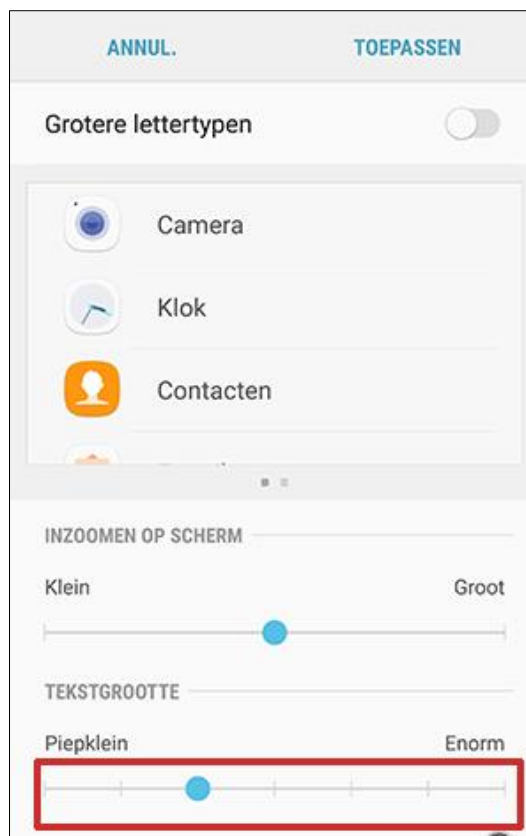 ANNUL. TOEPASSEN
Grotere lettertypen
Camera
Klok
Contacten
INZOOMEN OP SCHERM
Klein Groot
TEKSTGROOTTE
Piepklein Enorm